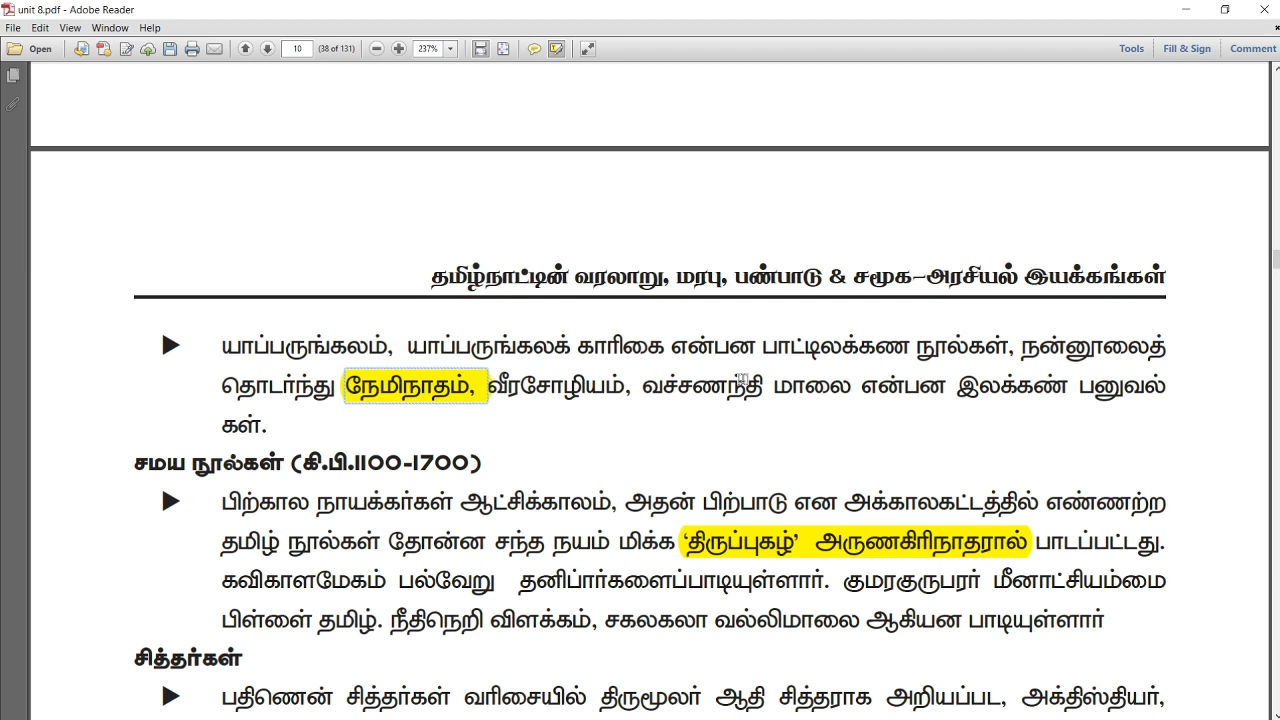 unit 8.pdf - Adobe Reader
File Edit View Window Help
Open 10 (38 of 131) 237% Tools Fill & Sign Comment
தமிழ்நாட்டின் வரலாறு, மரபு, பண்பாடு & சமூக-அரசியல் இயக்கங்கள்
யாப்பருங்கலம், யாப்பருங்கலக் காரிகை என்பன பாட்டிலக்கண நூல்கள், நன்னூலைத்
தொடர்ந்து நேமிநாதம், வீரசோழியம், வச்சணந்தி மாலை என்பன இலக்கண் பனுவல்
கள்.
சமய நூல்கள் (கி.பி.1100-1700)
பிற்கால நாயக்கர்கள் ஆட்சிக்காலம், அதன் பிற்பாடு என அக்காலகட்டத்தில் எண்ணற்ற
தமிழ் நூல்கள் தோன்ன சந்த நயம் மிக்க ‘திருப்புகழ்’ அருணகிரிநாதரால் பாடப்பட்டது.
கவிகாளமேகம் பல்வேறு தனிப்பார்களைப்பாடியுள்ளார். குமரகுருபரர் மீனாட்சியம்மை
பிள்ளை் தமிழ். நீதிநெறி விளக்கம், சகலகலா வல்லிமாலை ஆகியன பாடியுள்ளார்
சித்தர்கள்
பதிணென் சித்தர்கள் வரிசையில் திருமூலர் ஆதி சித்தராக அறியப்பட, அக்திஸ்தியர்,